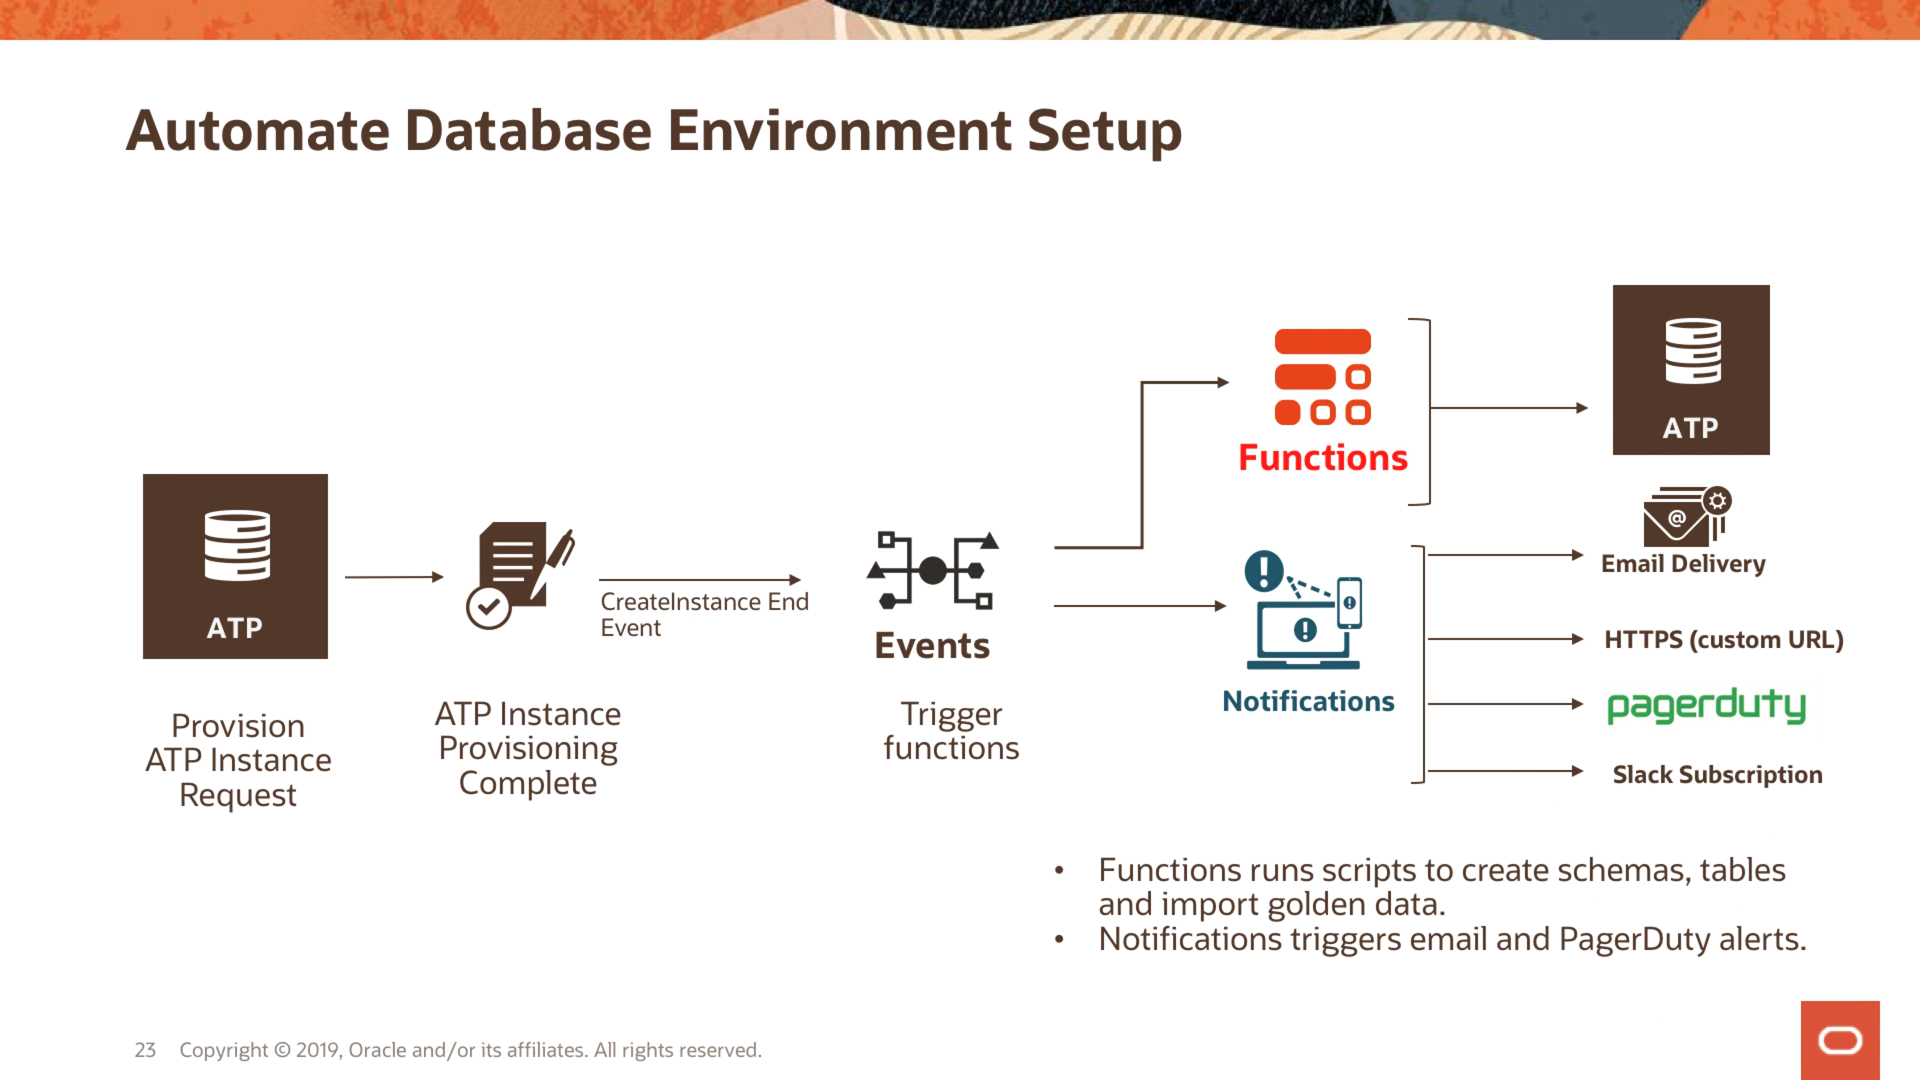 Automate Database Environment Setup
ATP
Provision
ATP Instance
Request
ATP Instance
Provisioning
Complete
CreateInstance End
Event
Events
Trigger
functions
Functions
Notifications
ATP
@
Email Delivery
HTTPS (custom URL)
pagerduty
Slack Subscription
• Functions runs scripts to create schemas, tables
and import golden data.
• Notifications triggers email and PagerDuty alerts.
23 Copyright © 2019, Oracle and/or its affiliates. All rights reserved.